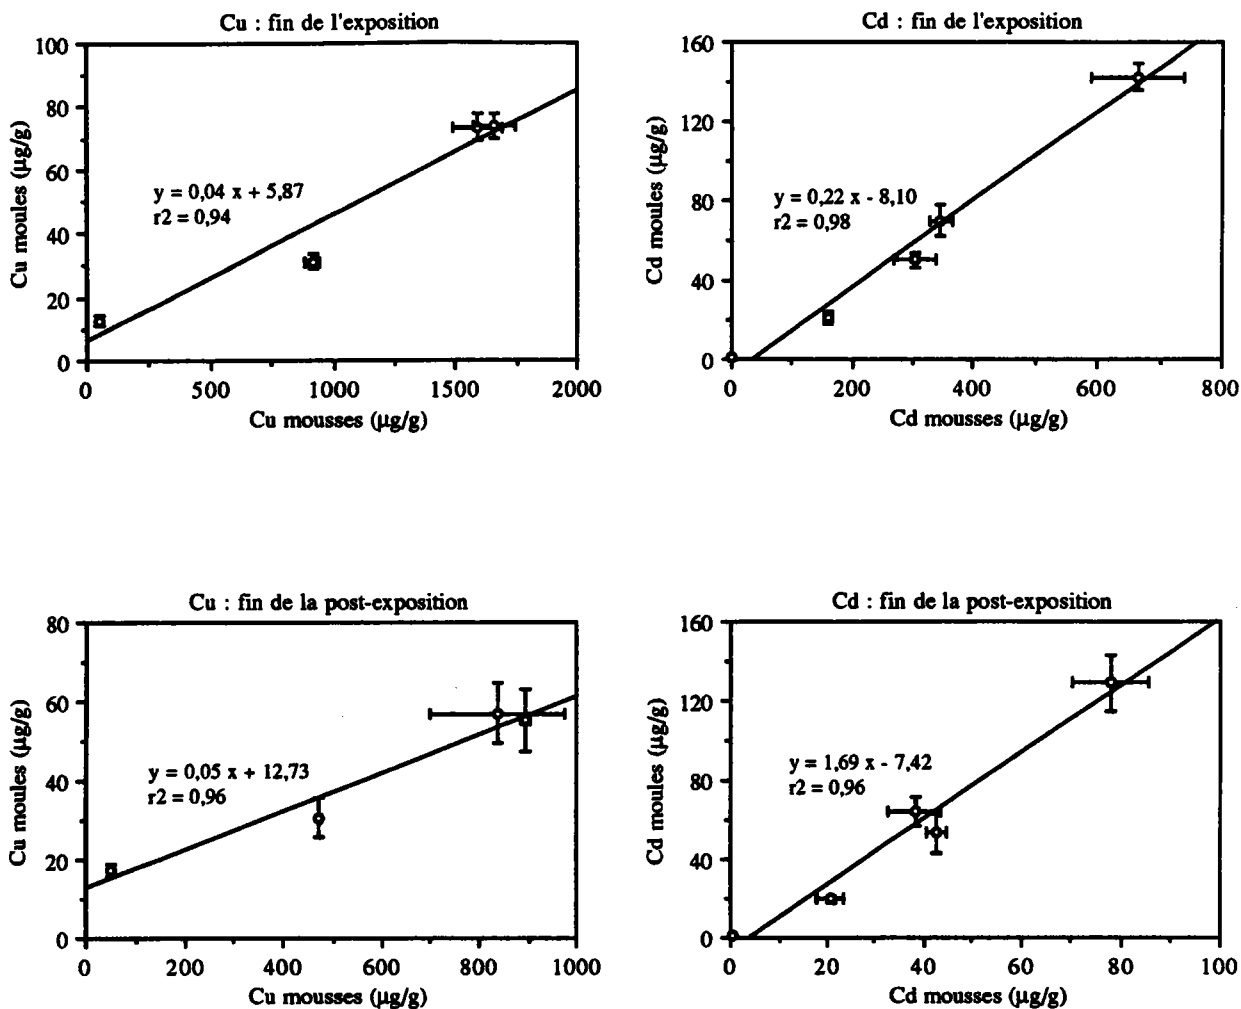 Cu : fin de l'exposition
100
80
60
40
20
0
Cu moules (µg/g)
y = 0,04 x + 5,87
r2 = 0,94
0 500 1000 1500 2000
Cu mousses (µg/g)
Cd : fin de l'exposition
160
120
80
40
0
Cd moules (µg/g)
y = 0,22 x - 8,10
r2 = 0,98
0 200 400 600 800
Cd mousses (µg/g)
Cu : fin de la post-exposition
80
60
40
20
0
Cu moules (µg/g)
y = 0,05 x + 12,73
r2 = 0,96
0 200 400 600 800 1000
Cu mousses (µg/g)
Cd : fin de la post-exposition
160
120
80
40
0
Cd moules (µg/g)
y = 1,69 x - 7,42
r2 = 0,96
0 20 40 60 80 100
Cd mousses (µg/g)